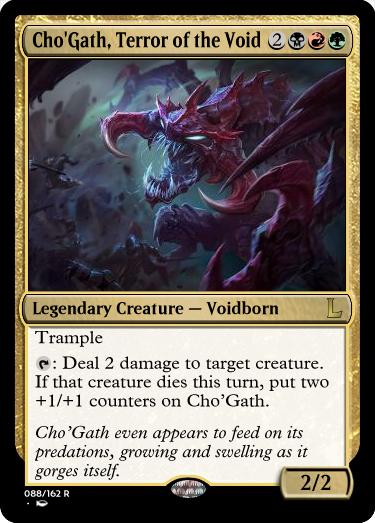 Cho'Gath, Terror of the Void 2
Legendary Creature — Voidborn L
Trample
: Deal 2 damage to target creature.
If that creature dies this turn, put two
+1/+1 counters on Cho'Gath.
Cho'Gath even appears to feed on its
predations, growing and swelling as it
gorges itself.
2/2
088/162 R